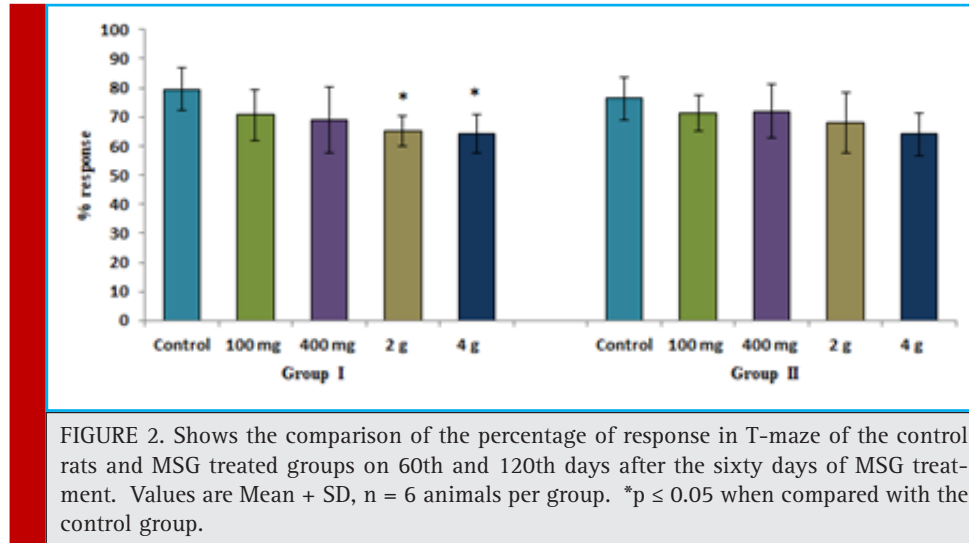 100
90
80
70
60
50
40
30
20
10
0
% response
* *
Control 100 mg 400 mg 2 g 4 g Control 100 mg 400 mg 2 g 4 g
Group I Group II
FIGURE 2. Shows the comparison of the percentage of response in T-maze of the control
rats and MSG treated groups on 60th and 120th days after the sixty days of MSG treat-
ment. Values are Mean + SD, n = 6 animals per group. *p ≤ 0.05 when compared with the
control group.